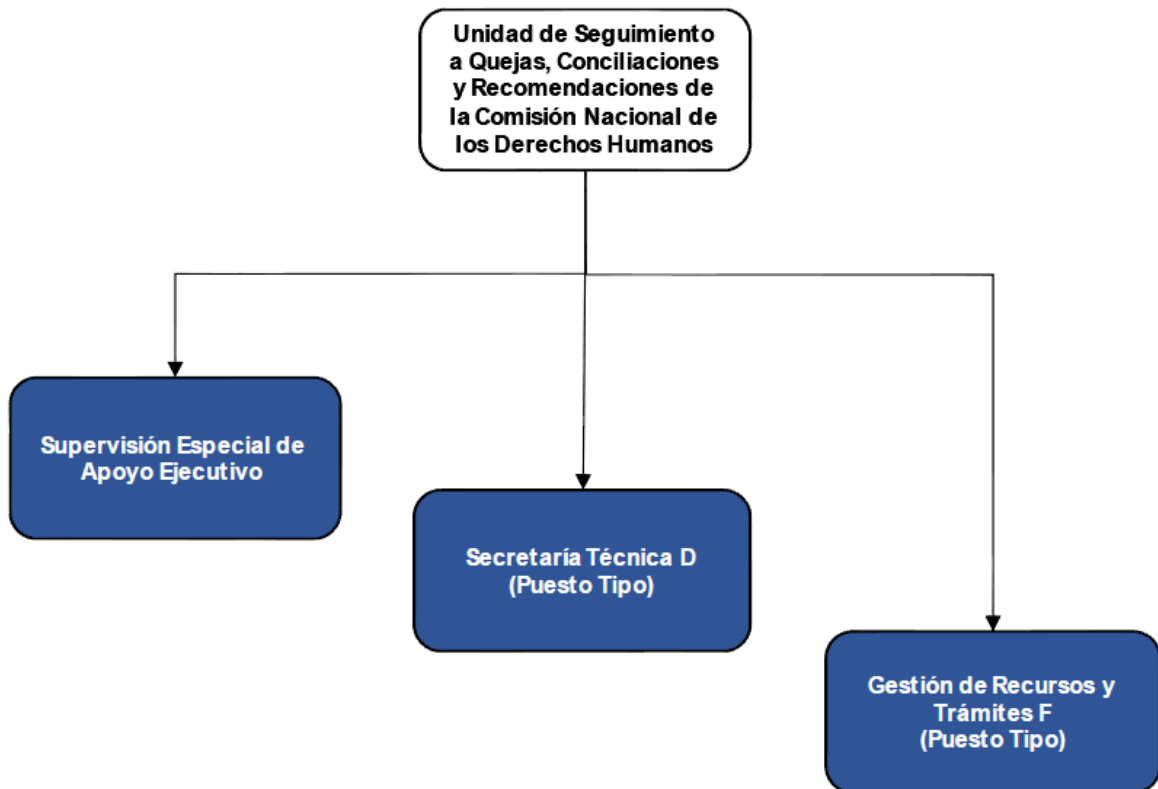 Unidad de Seguimiento
a Quejas, Conciliaciones
y Recomendaciones de
la Comisión Nacional de
los Derechos Humanos
Supervisión Especial de
Apoyo Ejecutivo
Secretaría Técnica D
(Puesto Tipo)
Gestión de Recursos y
Trámites F
(Puesto Tipo)